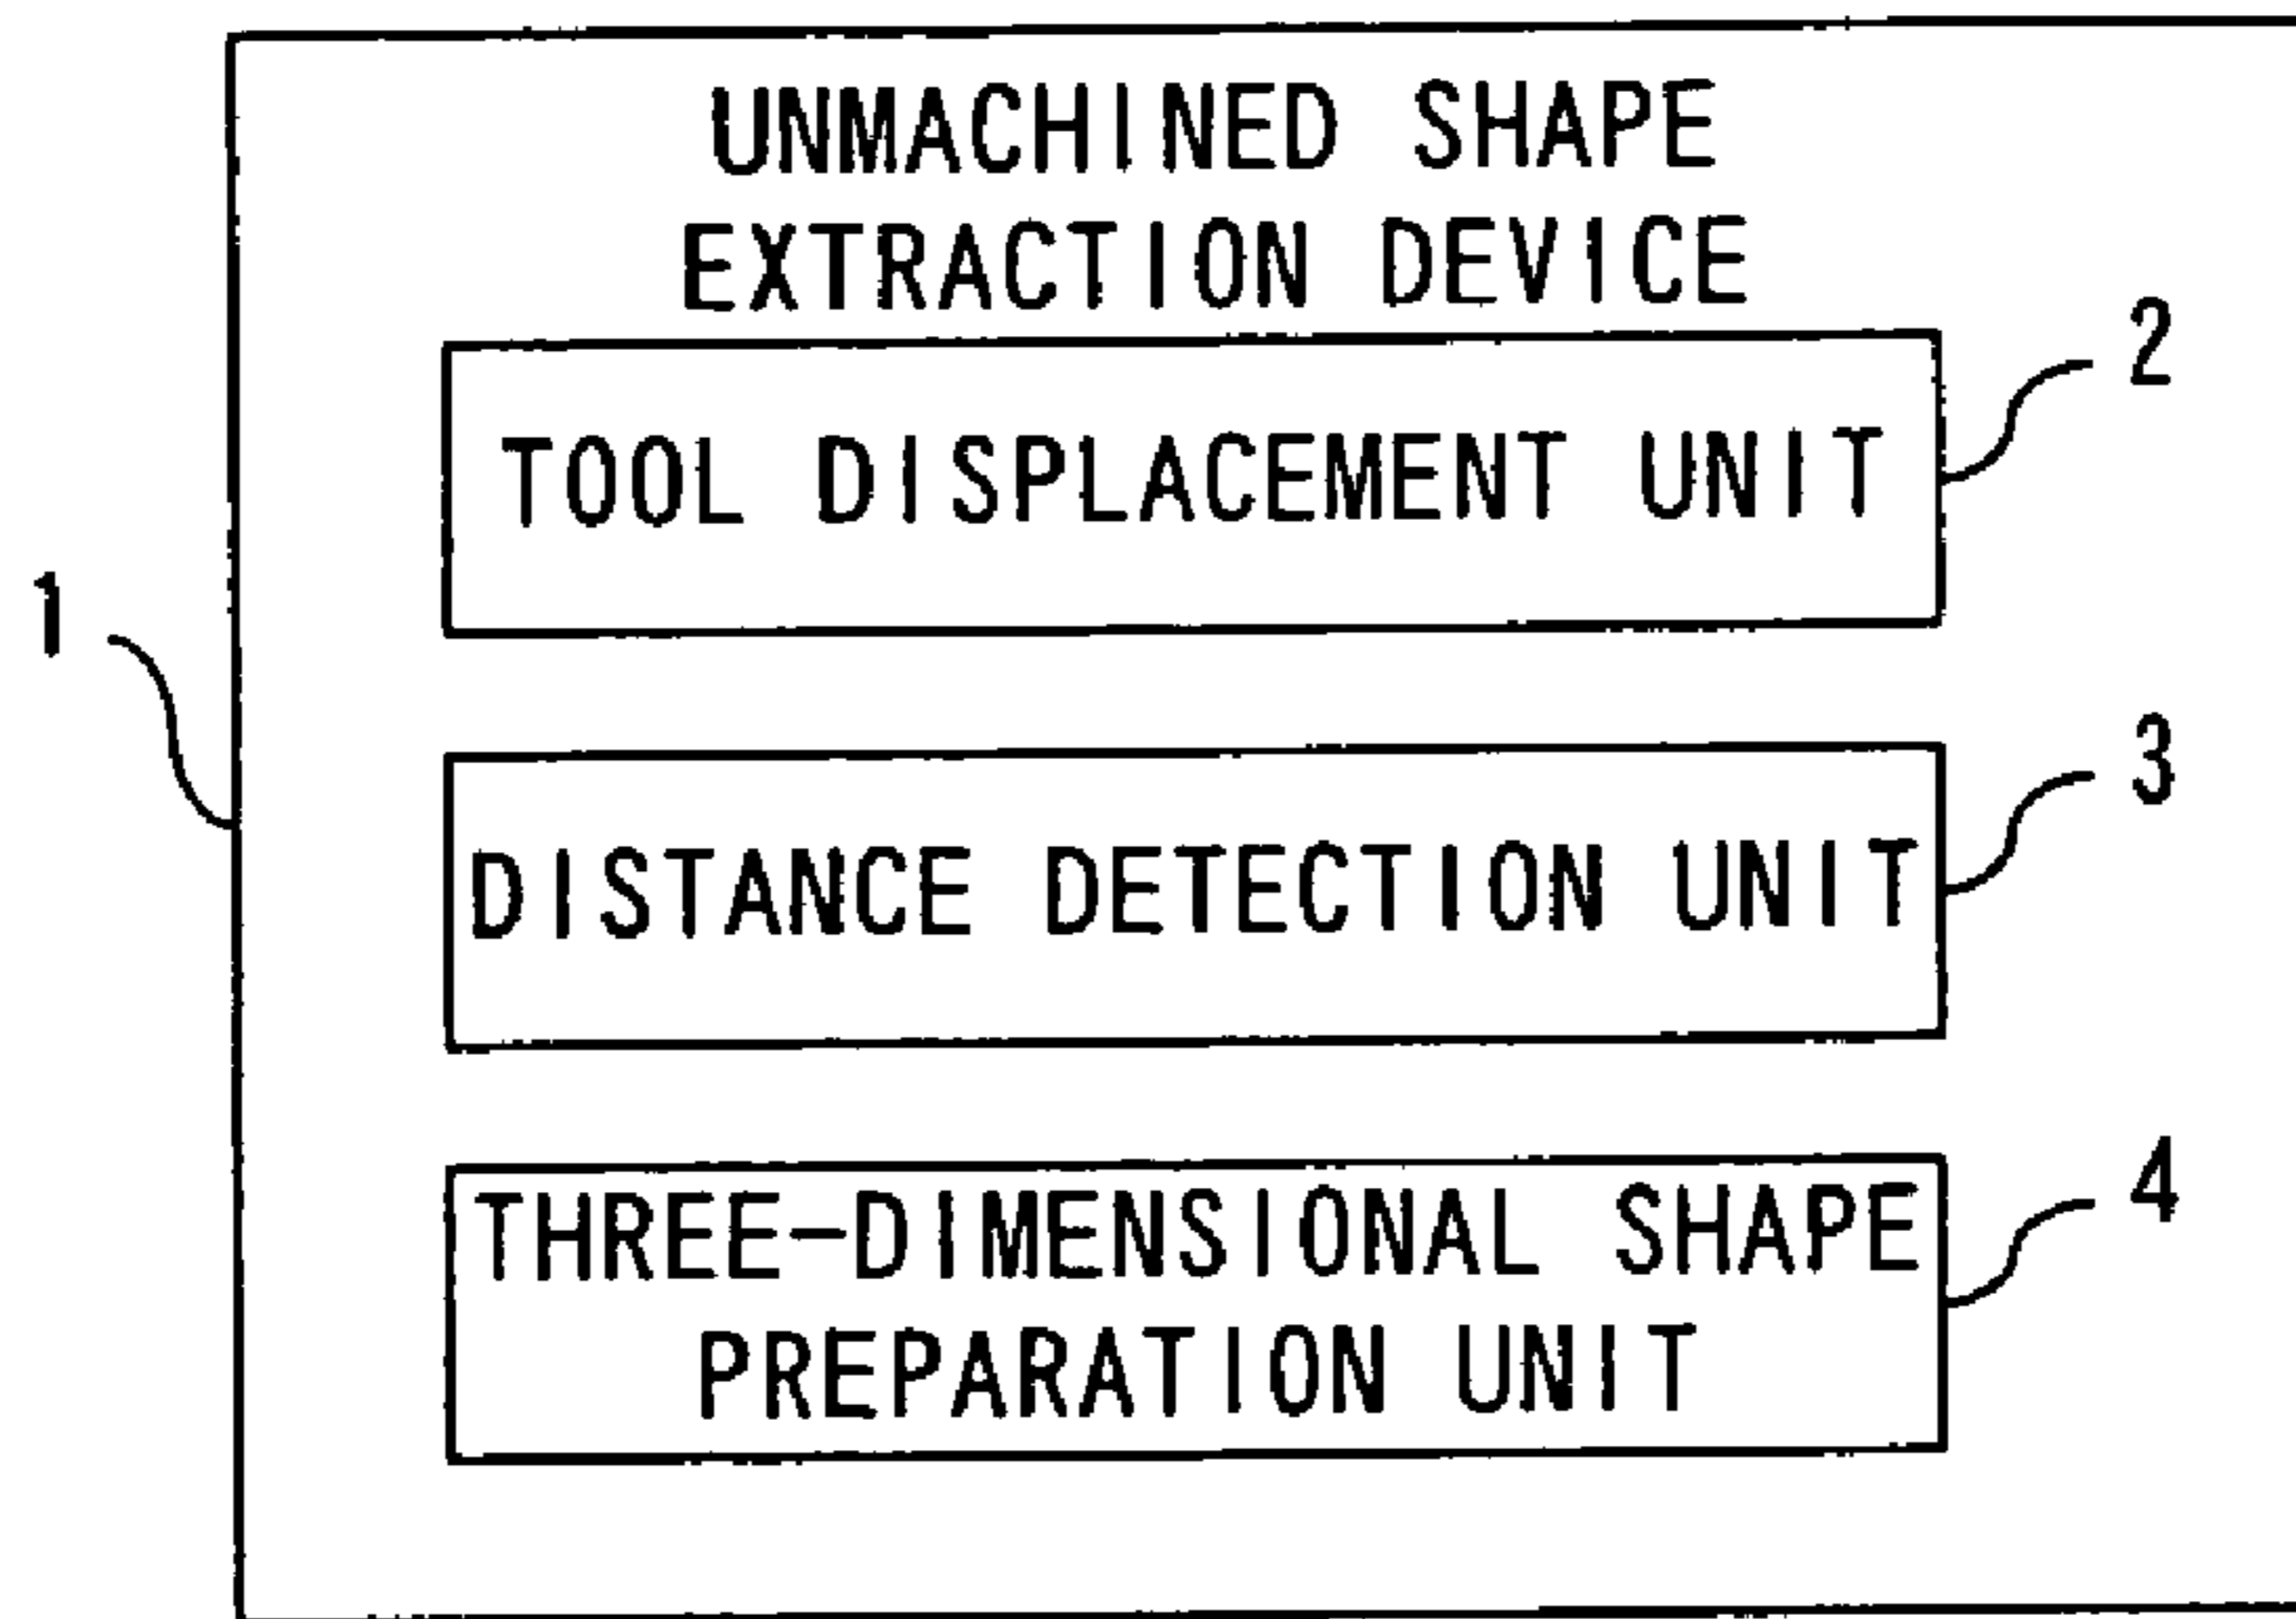 UNMACHINED SHAPE
EXTRACTION DEVICE
2
TOOL DISPLACEMENT UNIT
1
3
DISTANCE DETECTION UNIT
4
THREE-DIMENSIONAL SHAPE
PREPARATION UNIT